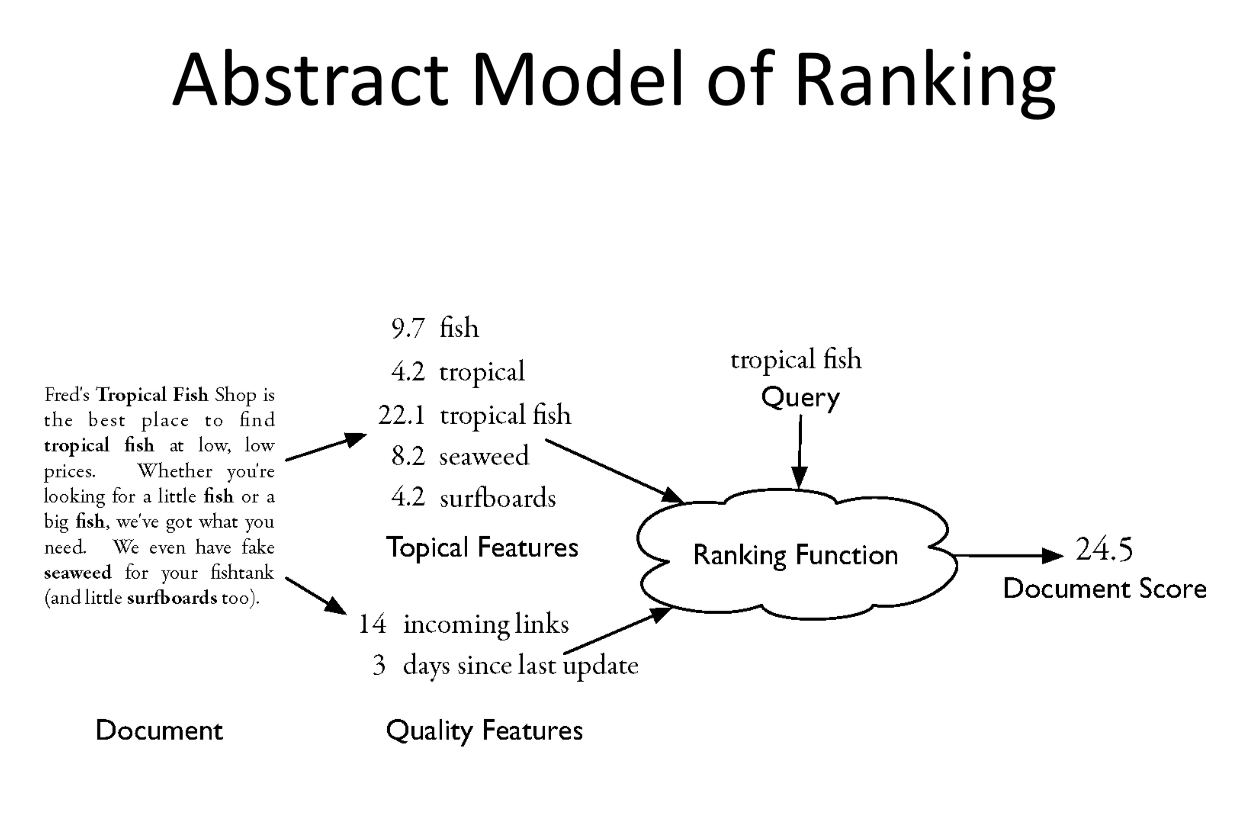 Abstract Model of Ranking
Fred's Tropical Fish Shop is
the best place to find
tropical fish at low, low
prices. Whether you're
looking for a little fish or a
big fish, we've got what you
need. We even have fake
seaweed for your fishtank
(and little surfboards too).
Document
9.7 fish
4.2 tropical
22.1 tropical fish
8.2 seaweed
4.2 surfboards
Topical Features
14 incoming links
3 days since last update
Quality Features
tropical fish
Query
Ranking Function
24.5
Document Score